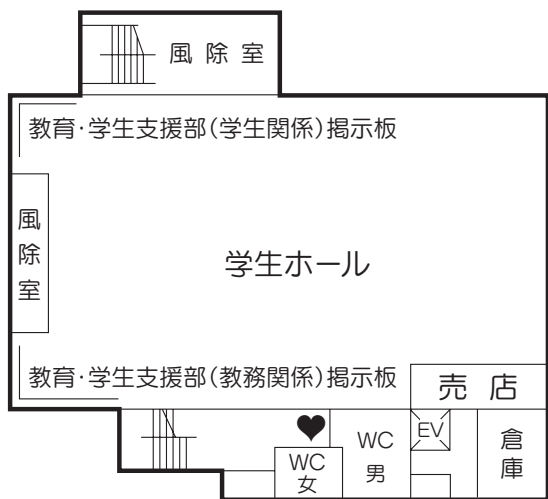 風除室
教育・学生支援部(学生関係)掲示板
風除室
学生ホール
教育・学生支援部(教務関係)掲示板
売店
EV
倉庫
WC
男
WC
女